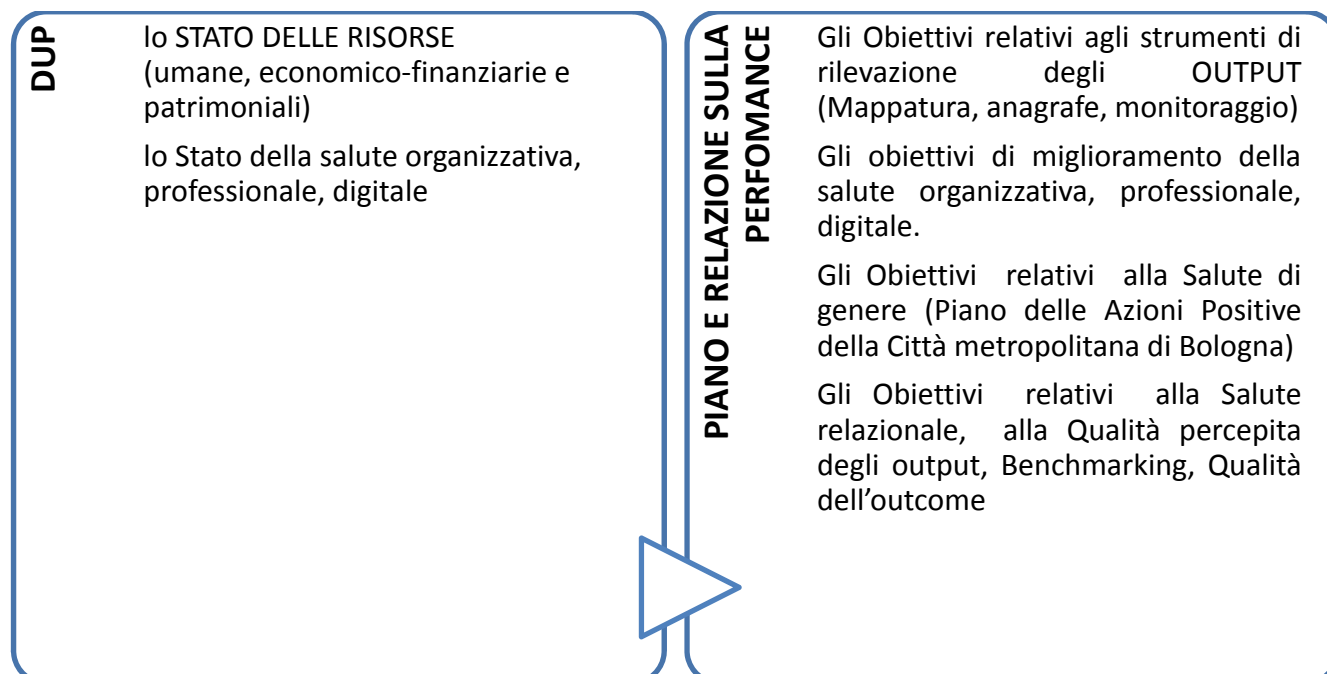 DUP
lo STATO DELLE RISORSE
(umane, economico-finanziarie e
patrimoniali)
lo Stato della salute organizzativa,
professionale, digitale
PIANO E RELAZIONE SULLA
PERFOMANCE
Gli Obiettivi relativi agli strumenti di
rilevazione degli OUTPUT
(Mappatura, anagrafe, monitoraggio)
Gli obiettivi di miglioramento della
salute organizzativa, professionale,
digitale.
Gli Obiettivi relativi alla Salute di
genere (Piano delle Azioni Positive
della Città metropolitana di Bologna)
Gli Obiettivi relativi alla Salute
relazionale, alla Qualità percepita
degli output, Benchmarking, Qualità
dell’outcome